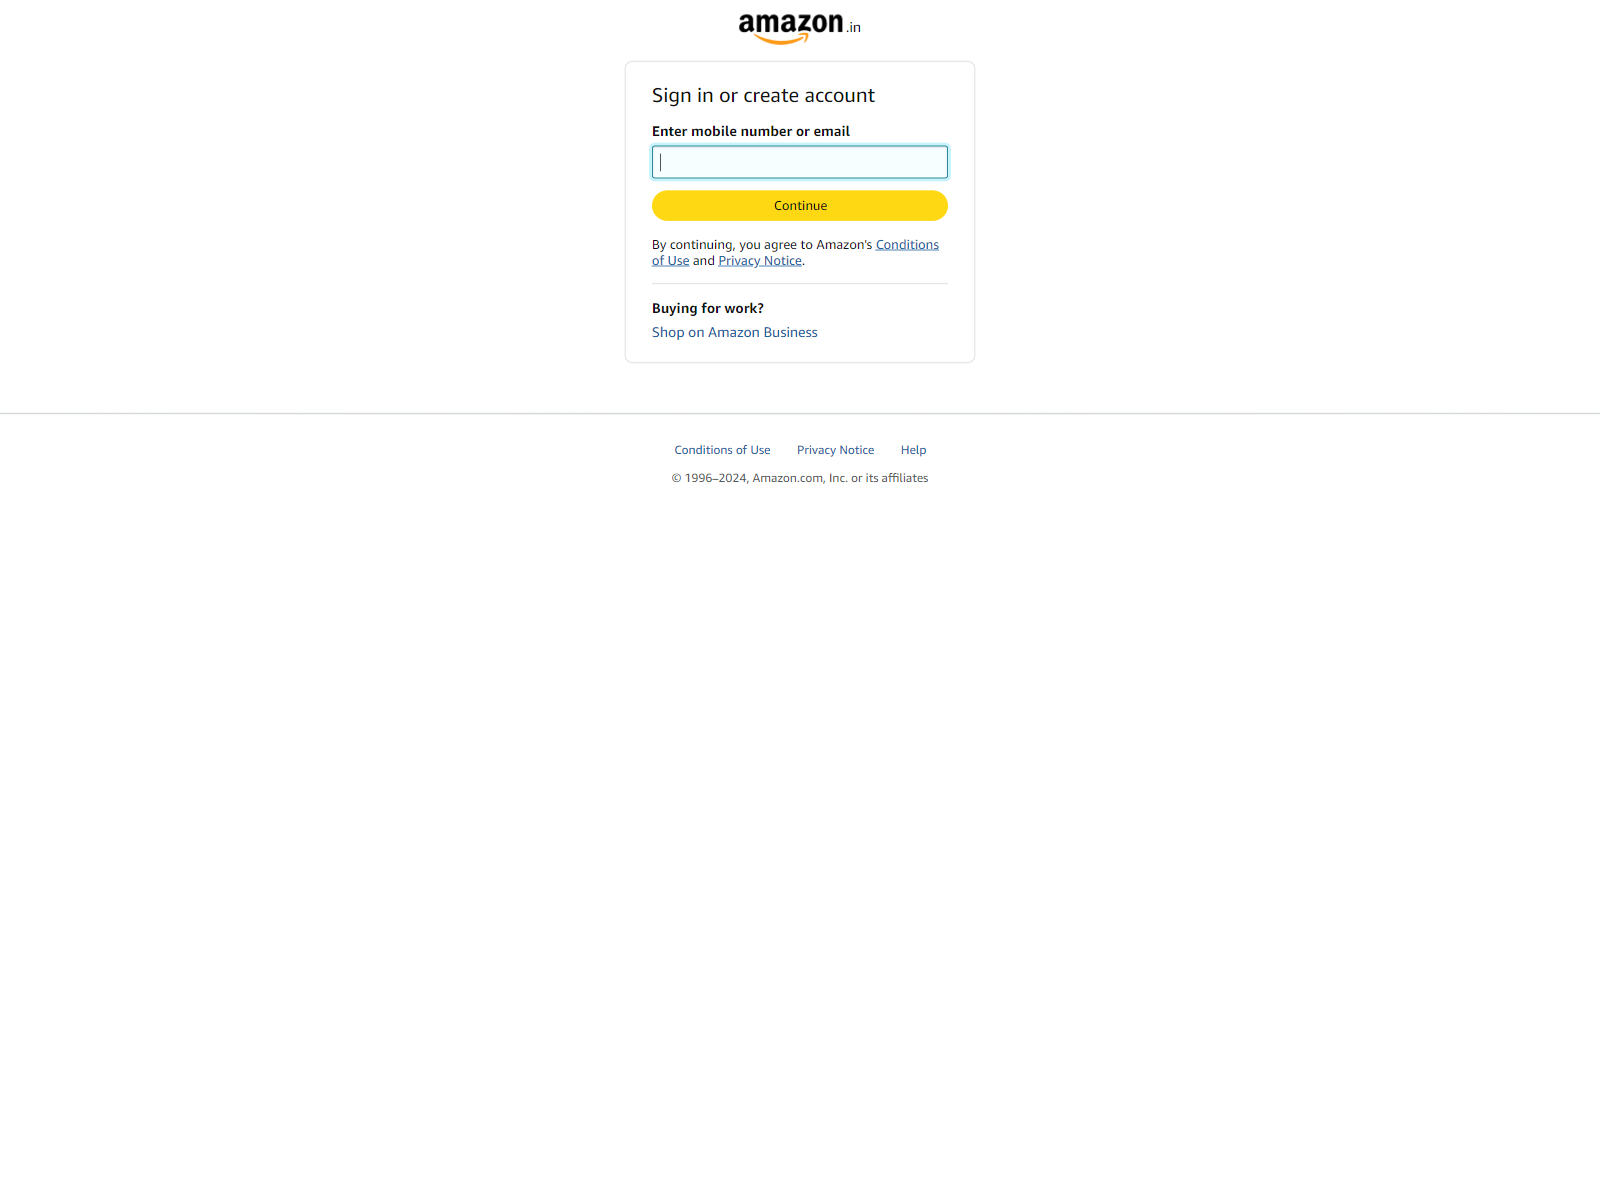 amazon.in
Sign in or create account
Enter mobile number or email
Continue
By continuing, you agree to Amazon's Conditions
of Use and Privacy Notice.
Buying for work?
Shop on Amazon Business
Conditions of Use Privacy Notice Help
© 1996–2024, Amazon.com, Inc. or its affiliates